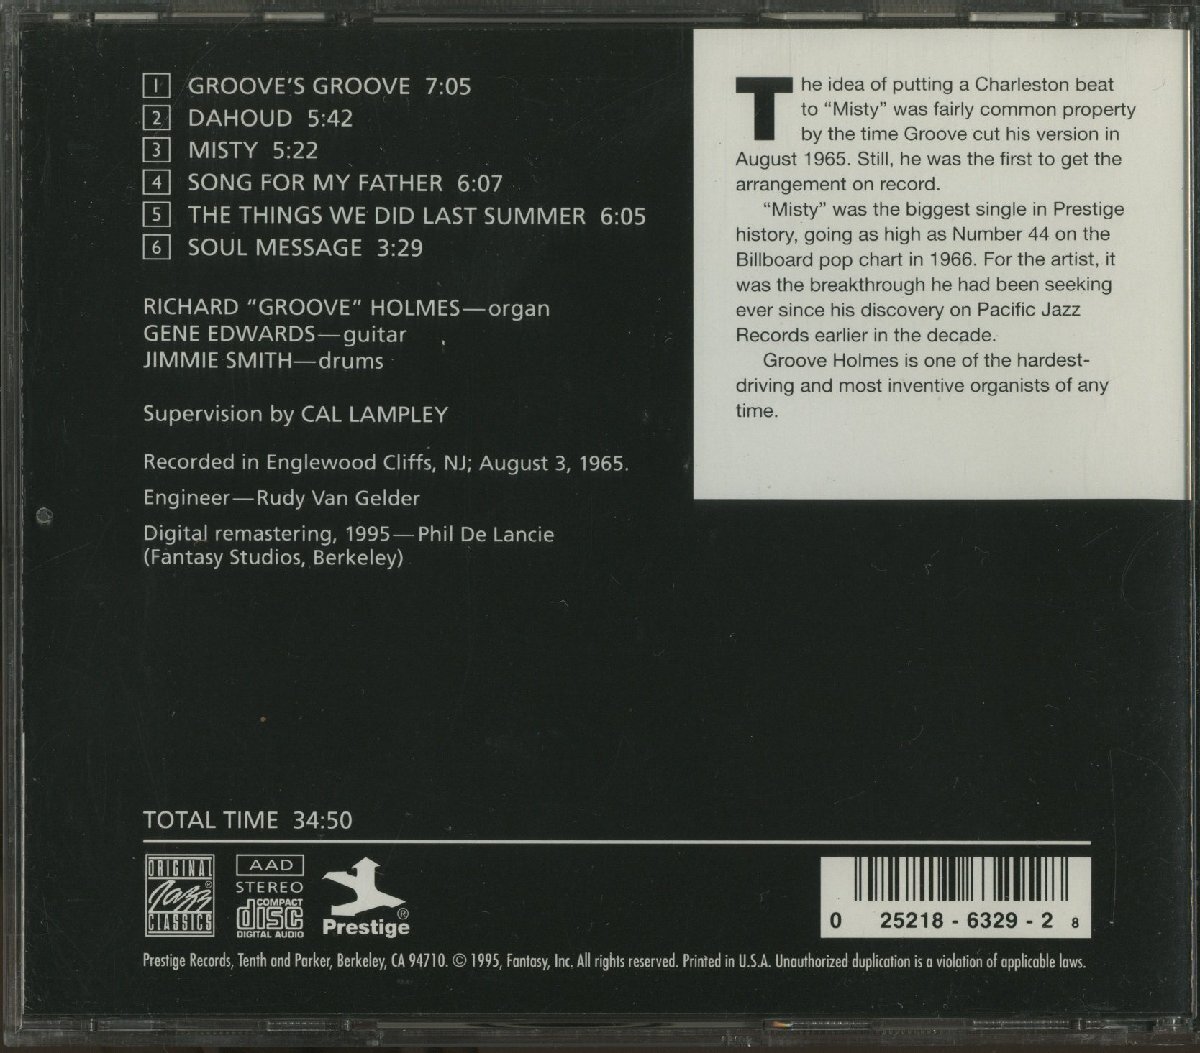 1 GROOVE'S GROOVE 7:05
2 DAHOUD 5:42
3 MISTY 5:22
4 SONG FOR MY FATHER 6:07
5 THE THINGS WE DID LAST SUMMER 6:05
6 SOUL MESSAGE 3:29
RICHARD "GROOVE" HOLMES—organ
GENE EDWARDS—guitar
JIMMIE SMITH—drums
Supervision by CAL LAMPLEY
Recorded in Englewood Cliffs, NJ; August 3, 1965.
Engineer—Rudy Van Gelder
Digital remastering, 1995—Phil De Lancie
(Fantasy Studios, Berkeley)
The idea of putting a Charleston beat
to “Misty” was fairly common property
by the time Groove cut his version in
August 1965. Still, he was the first to get the
arrangement on record.
“Misty” was the biggest single in Prestige
history, going as high as Number 44 on the
Billboard pop chart in 1966. For the artist, it
was the breakthrough he had been seeking
ever since his discovery on Pacific Jazz
Records earlier in the decade.
Groove Holmes is one of the hardest-
driving and most inventive organists of any
time.
TOTAL TIME 34:50
ORIGINAL
Jazz®
CLASSICS
AAD
STEREO
COMPACT
disc
DIGITAL AUDIO
Prestige®
0 25218 - 6329 - 2 8
Prestige Records, Tenth and Parker, Berkeley, CA 94710. © 1995, Fantasy, Inc. All rights reserved. Printed in U.S.A. Unauthorized duplication is a violation of applicable laws.